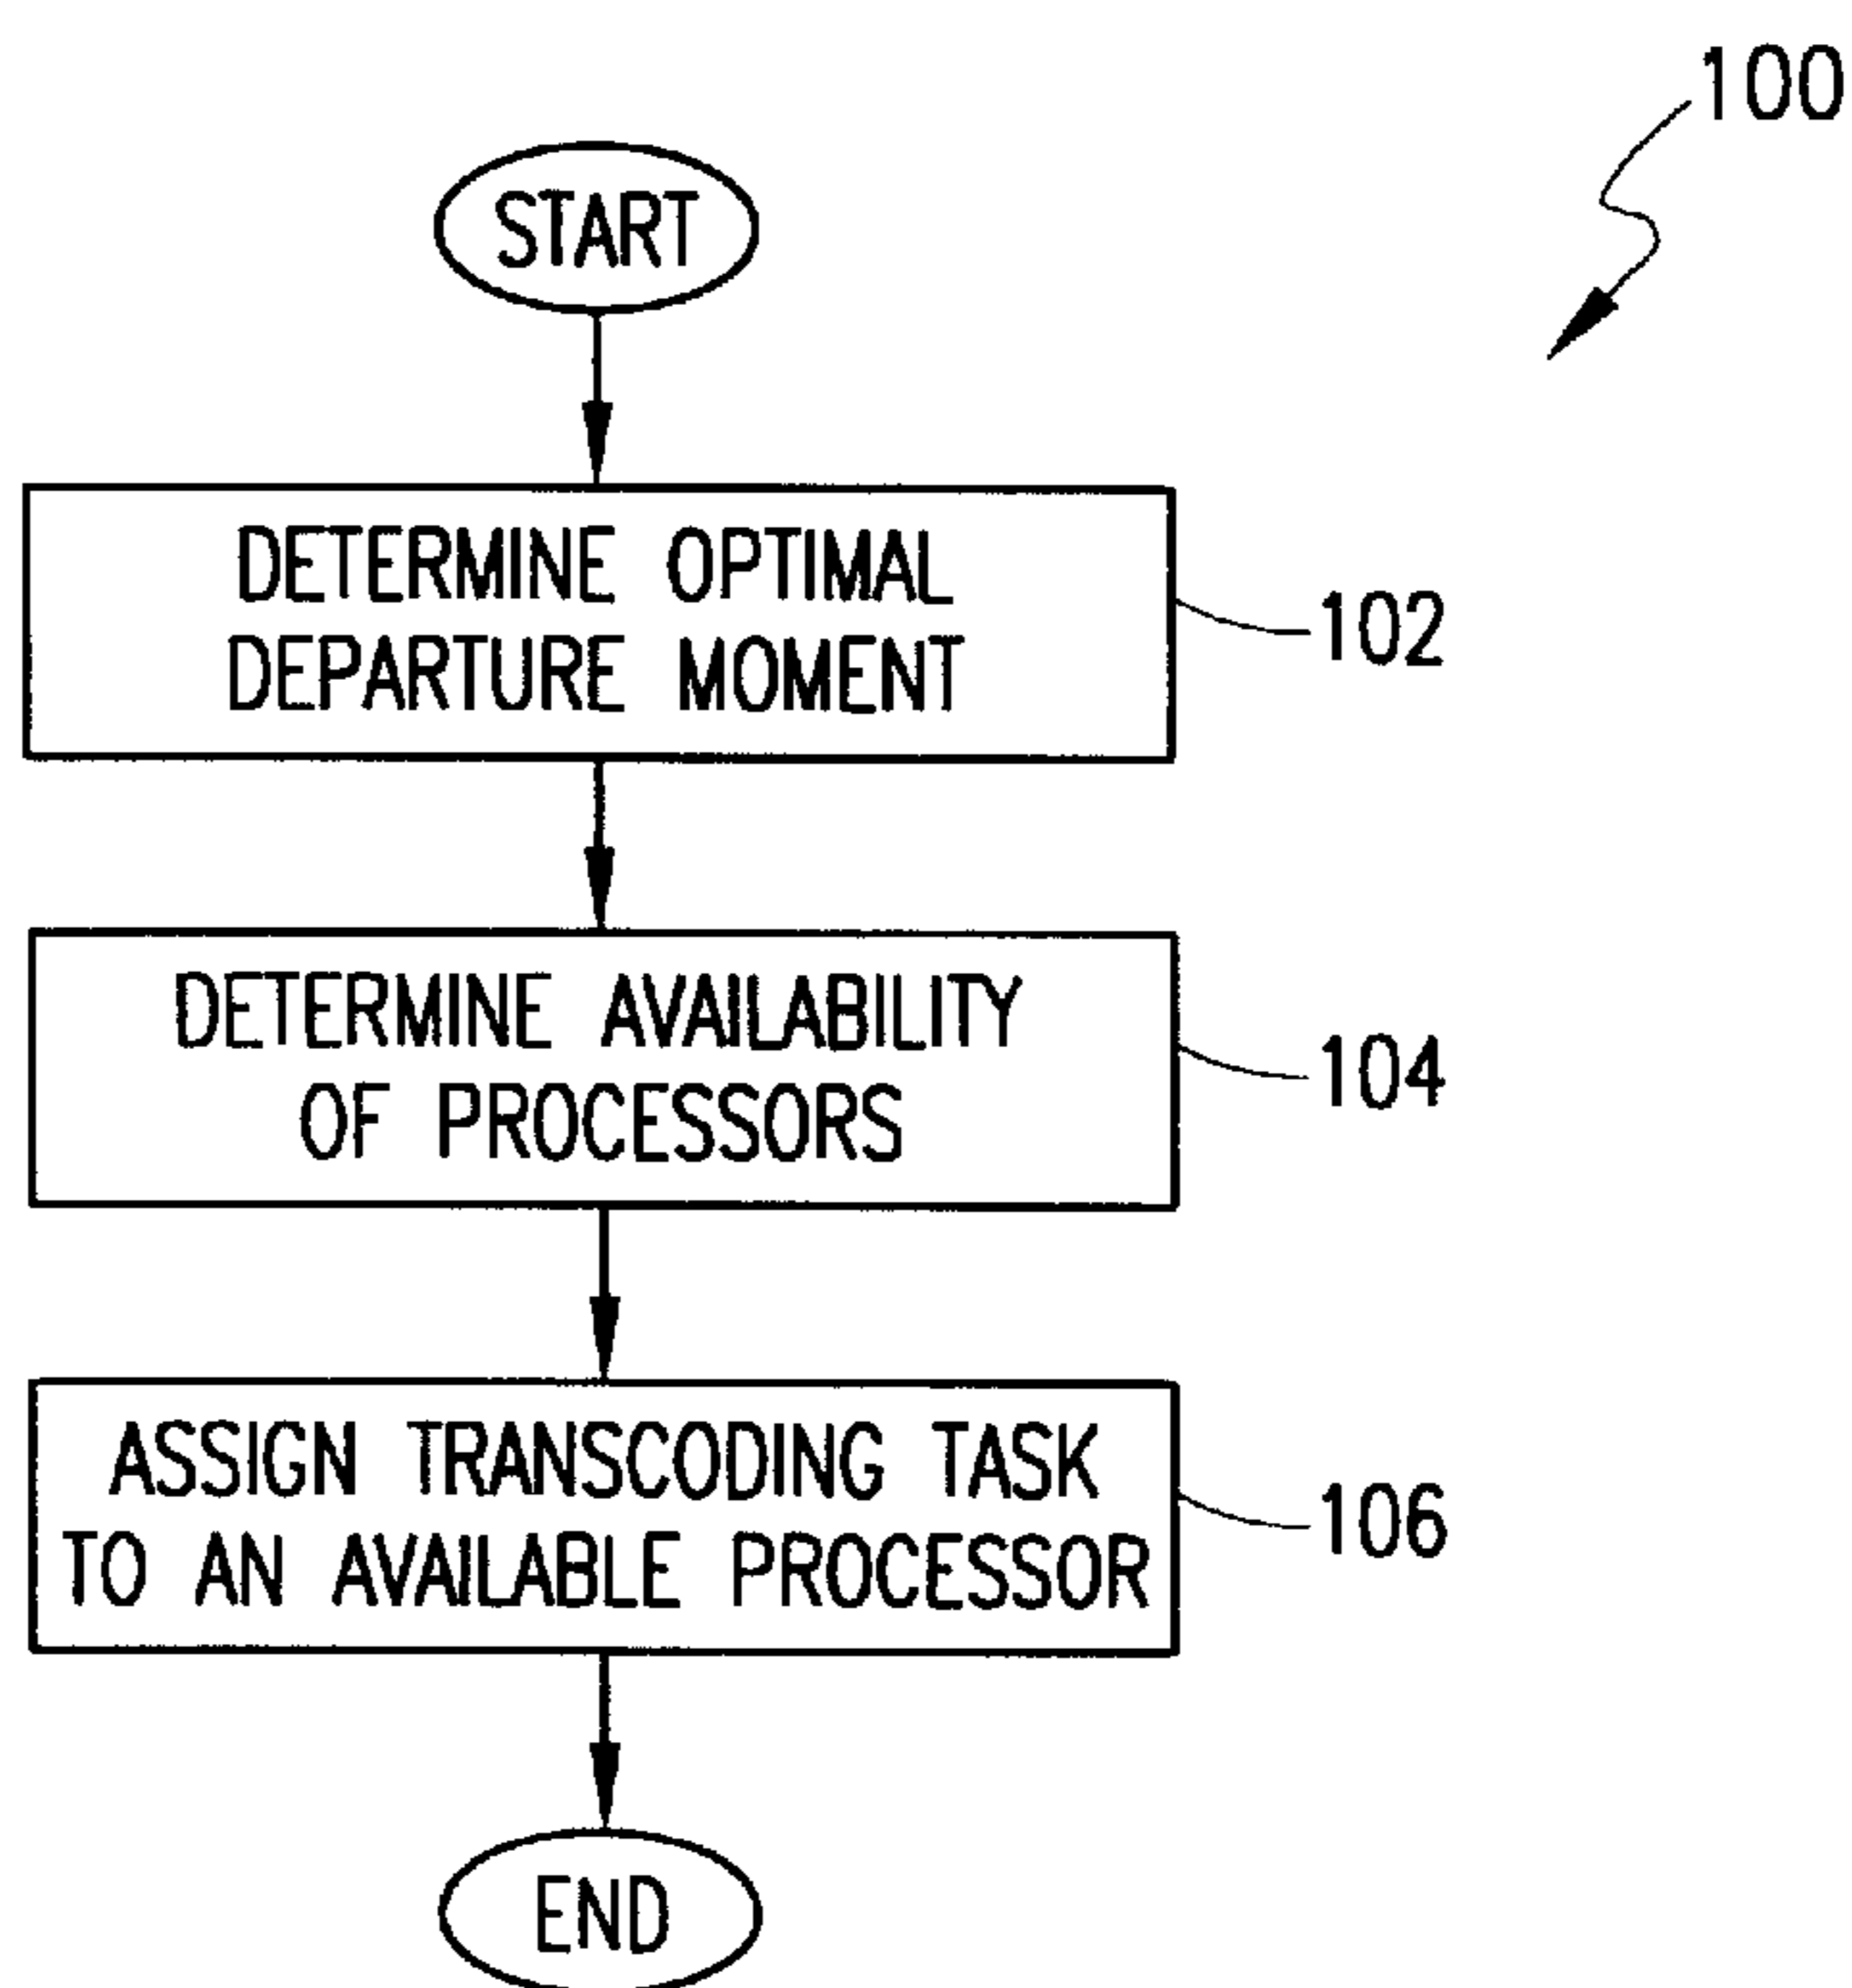 100
START
DETERMINE OPTIMAL
DEPARTURE MOMENT
102
DETERMINE AVAILABILITY
OF PROCESSORS
104
ASSIGN TRANSCODING TASK
TO AN AVAILABLE PROCESSOR
106
END